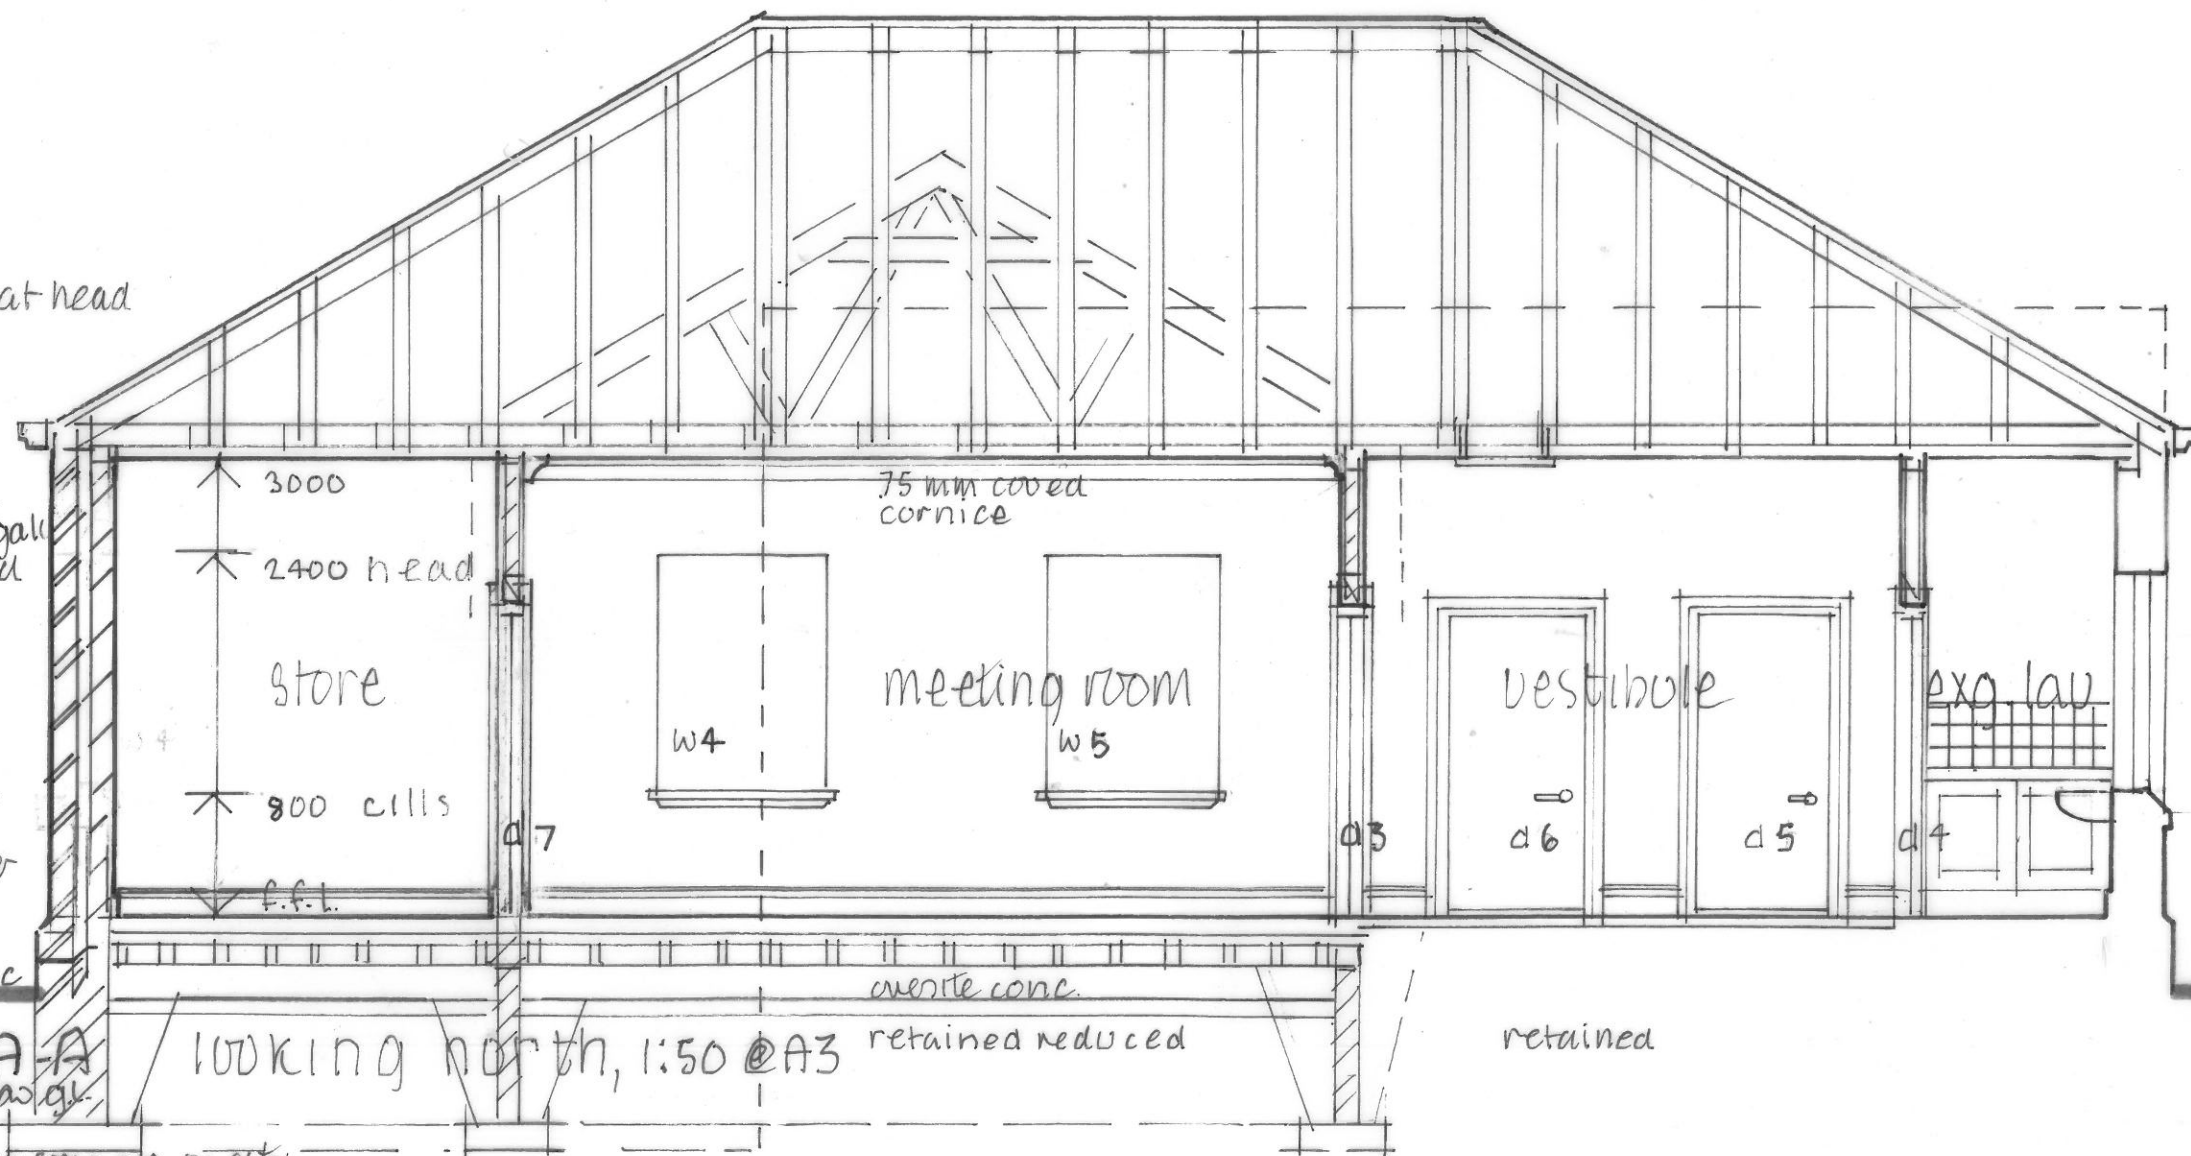 at head
3000
75 mm coved
cornice
2400 head
store
meeting room
vestibule
exg. lav
w4
w5
800 cills
d7
d3
d6
d5
d4
f.f.l.
oversite conc.
retained reduced
retained
A-A looking north, 1:50 @A3